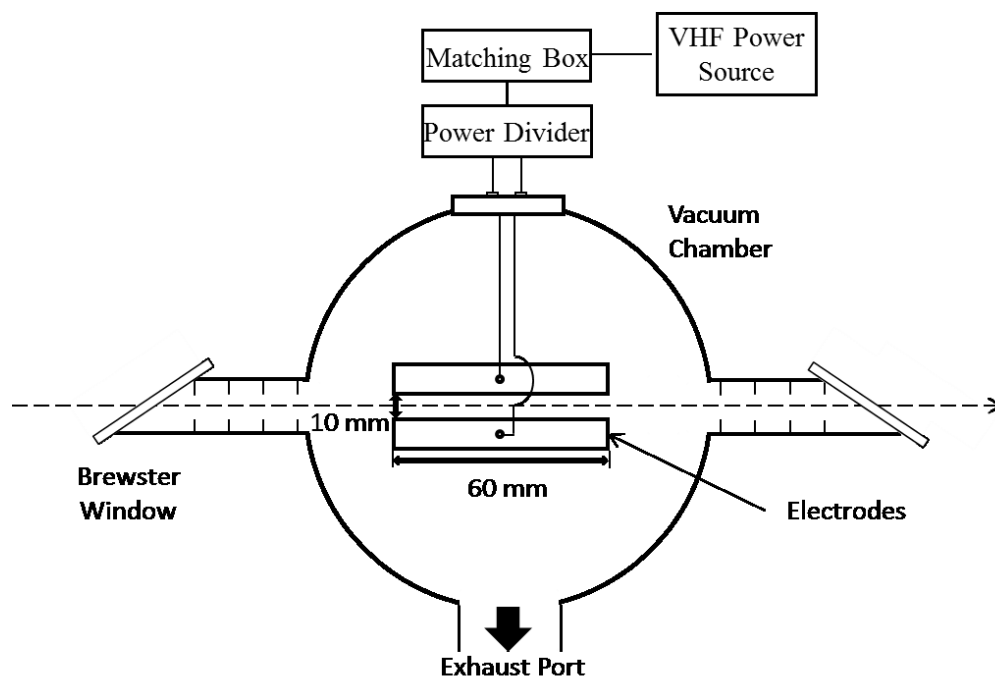 VHF Power
Source
Matching Box
Power Divider
Vacuum
Chamber
10 mm
60 mm
Brewster
Window
Electrodes
Exhaust Port